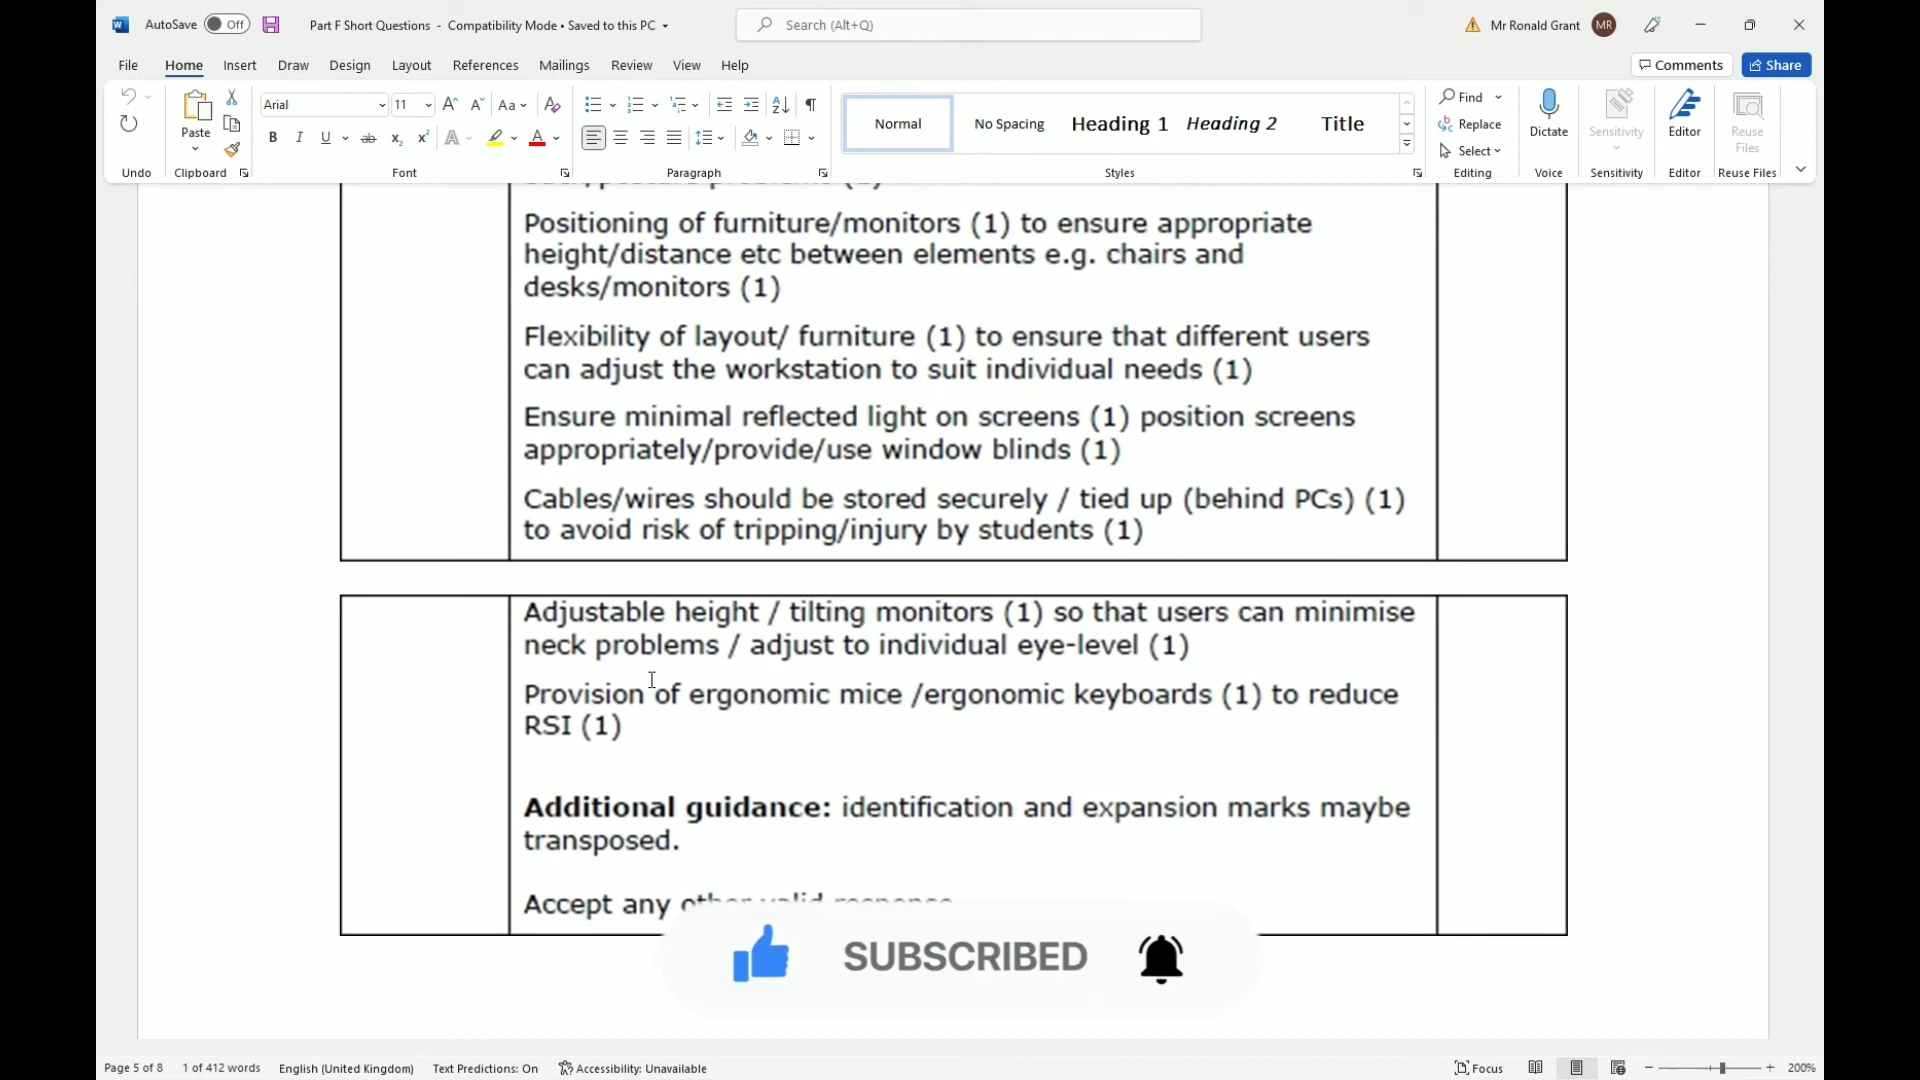 AutoSave Off Part F Short Questions - Compatibility Mode • Saved to this PC Search (Alt+Q) Mr Ronald Grant MR
File Home Insert Draw Design Layout References Mailings Review View Help Comments Share
Arial 11 Aa
Find
Paste
Normal No Spacing Heading 1 Heading 2 Title
Replace
Dictate Sensitivity Editor Reuse Files
Select
Undo Clipboard Font Paragraph Styles Editing Voice Sensitivity Editor Reuse Files
Positioning of furniture/monitors (1) to ensure appropriate
height/distance etc between elements e.g. chairs and
desks/monitors (1)
Flexibility of layout/ furniture (1) to ensure that different users
can adjust the workstation to suit individual needs (1)
Ensure minimal reflected light on screens (1) position screens
appropriately/provide/use window blinds (1)
Cables/wires should be stored securely / tied up (behind PCs) (1)
to avoid risk of tripping/injury by students (1)
Adjustable height / tilting monitors (1) so that users can minimise
neck problems / adjust to individual eye-level (1)
Provision of ergonomic mice /ergonomic keyboards (1) to reduce
RSI (1)
Additional guidance: identification and expansion marks maybe
transposed.
Accept any other valid response
SUBSCRIBED
Page 5 of 8 1 of 412 words English (United Kingdom) Text Predictions: On Accessibility: Unavailable Focus 200%